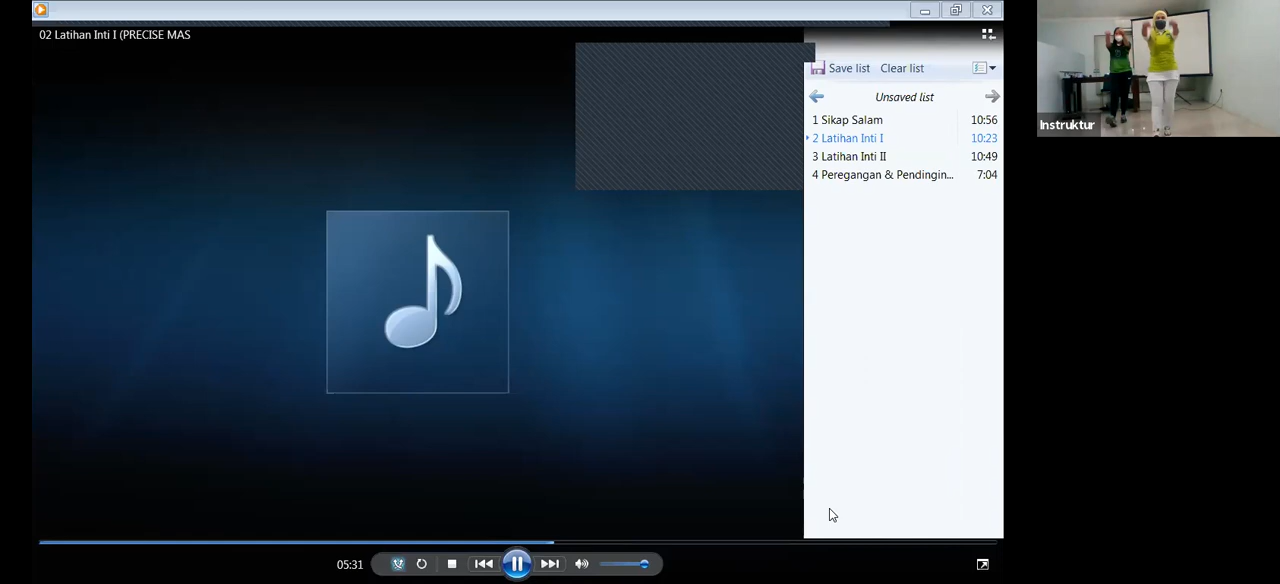 02 Latihan Inti I (PRECISE MAS
Save list Clear list
Unsaved list
1 Sikap Salam 10:56
2 Latihan Inti I 10:23
3 Latihan Inti II 10:49
4 Peregangan & Pendingin... 7:04
Instruktur
05:31